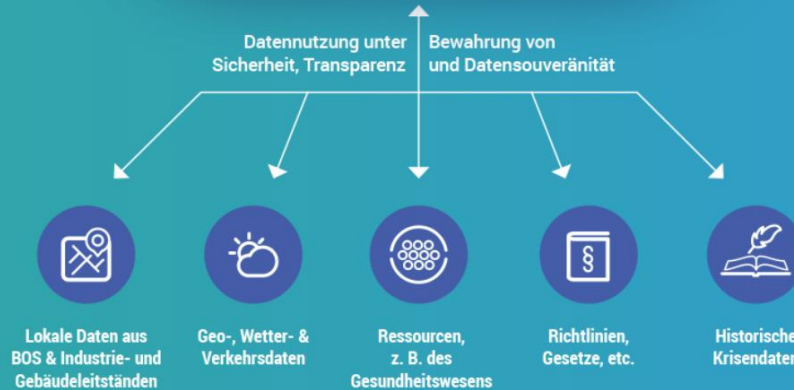 Datennutzung unter
Sicherheit, Transparenz
Bewahrung von
und Datensouveränität
Lokale Daten aus
BOS & Industrie- und
Gebäudeleitständen
Geo-, Wetter- &
Verkehrsdaten
Ressourcen,
z. B. des
Gesundheitswesens
§
Richtlinien,
Gesetze, etc.
Historische
Krisendaten